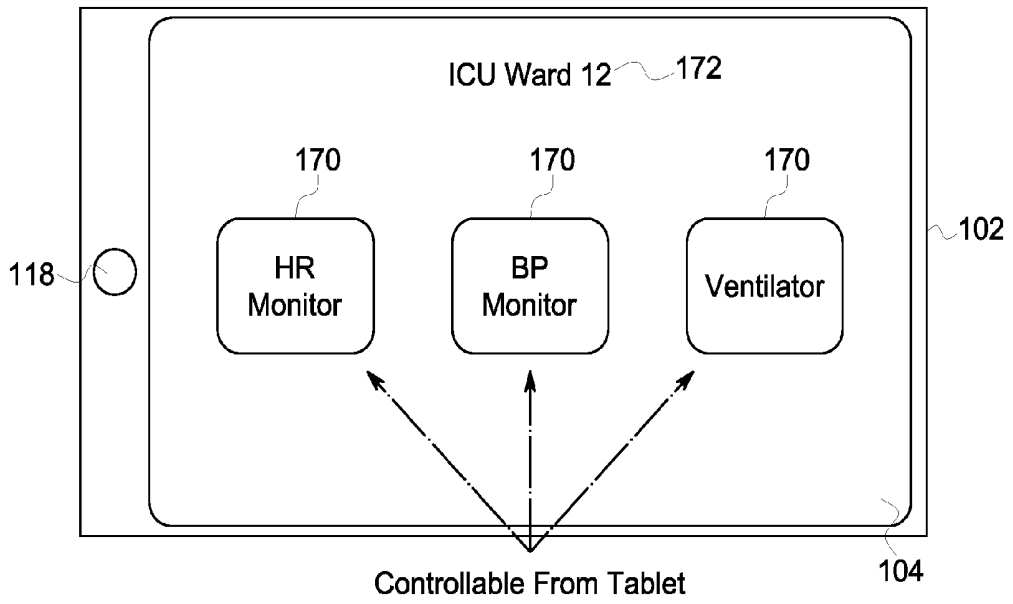 ICU Ward 12 172
170 170 170
HR
Monitor
BP
Monitor
Ventilator
102
118
104
Controllable From Tablet